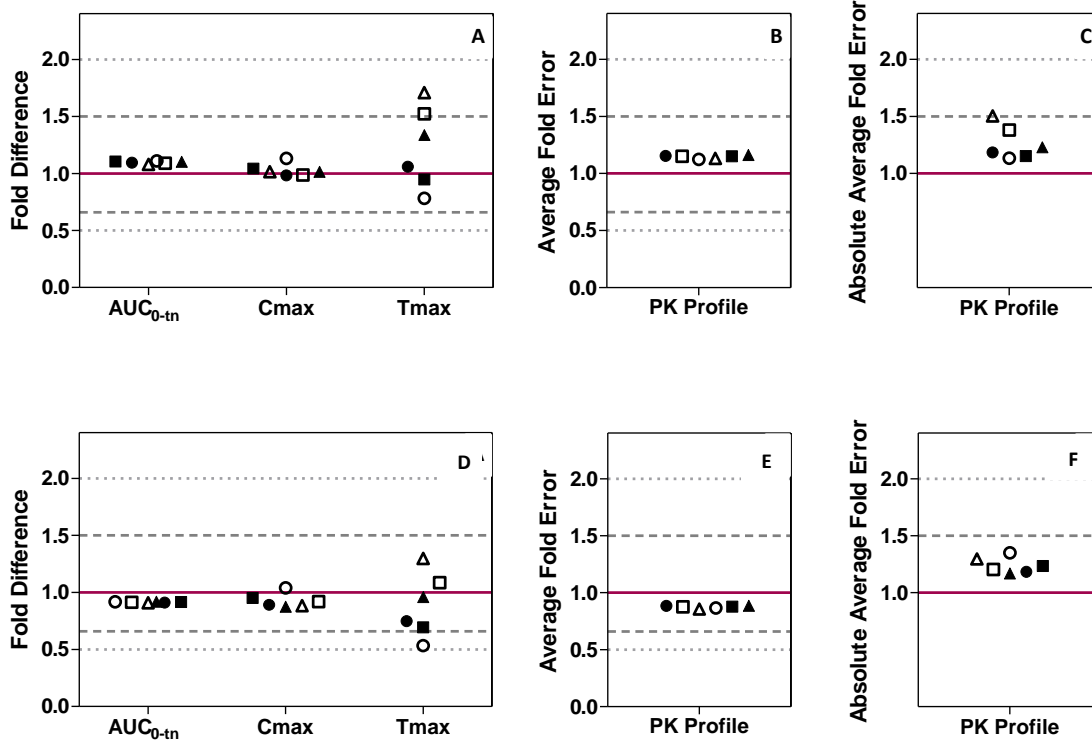 A
Fold Difference
2.0
1.5
1.0
0.5
0.0
AUC0-tn
Cmax
Tmax
B
Average Fold Error
2.0
1.5
1.0
0.5
0.0
PK Profile
C
Absolute Average Fold Error
2.0
1.5
1.0
PK Profile
D
Fold Difference
2.0
1.5
1.0
0.5
0.0
AUC0-tn
Cmax
Tmax
E
Average Fold Error
2.0
1.5
1.0
0.5
0.0
PK Profile
F
Absolute Average Fold Error
2.0
1.5
1.0
PK Profile